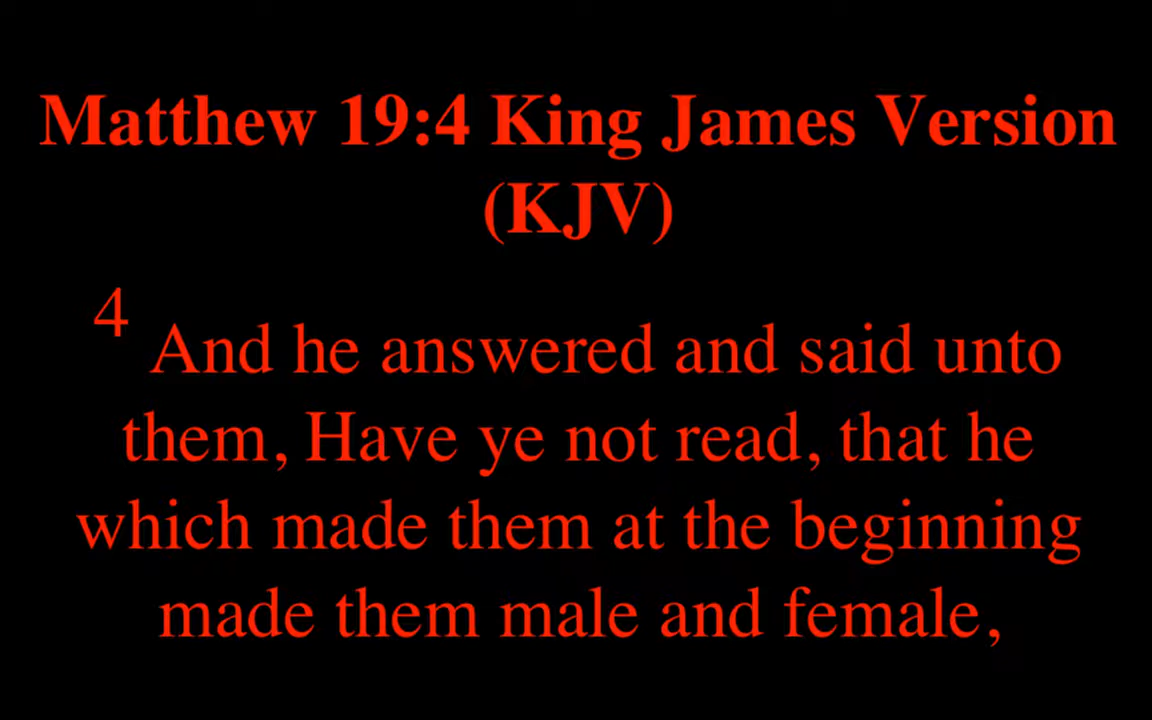 Matthew 19:4 King James Version
(KJV)
4 And he answered and said unto
them, Have ye not read, that he
which made them at the beginning
made them male and female,